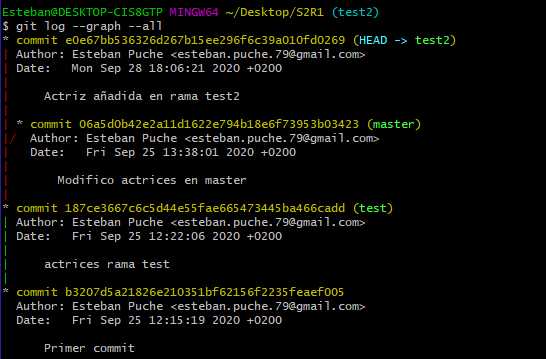 Esteban@DESKTOP-CIS8GTP MINGW64 ~/Desktop/S2R1 (test2)
$ git log --graph --all
* commit e0e67bb536326d267b15ee296f6c39a010fd0269 (HEAD -> test2)
| Author: Esteban Puche <esteban.puche.79@gmail.com>
| Date:   Mon Sep 28 18:06:21 2020 +0200
|
|     Actriz añadida en rama test2
|
| * commit 06a5d0b42e2a11d1622e794b18e6f73953b03423 (master)
|/  Author: Esteban Puche <esteban.puche.79@gmail.com>
|   Date:   Fri Sep 25 13:38:01 2020 +0200
|
|       Modifico actrices en master
|
* commit 187ce3667c6c5d44e55fae665473445ba466cadd (test)
| Author: Esteban Puche <esteban.puche.79@gmail.com>
| Date:   Fri Sep 25 12:22:06 2020 +0200
|
|     actrices rama test
|
* commit b3207d5a21826e210351bf62156f2235feaef005
  Author: Esteban Puche <esteban.puche.79@gmail.com>
  Date:   Fri Sep 25 12:15:19 2020 +0200

      Primer commit